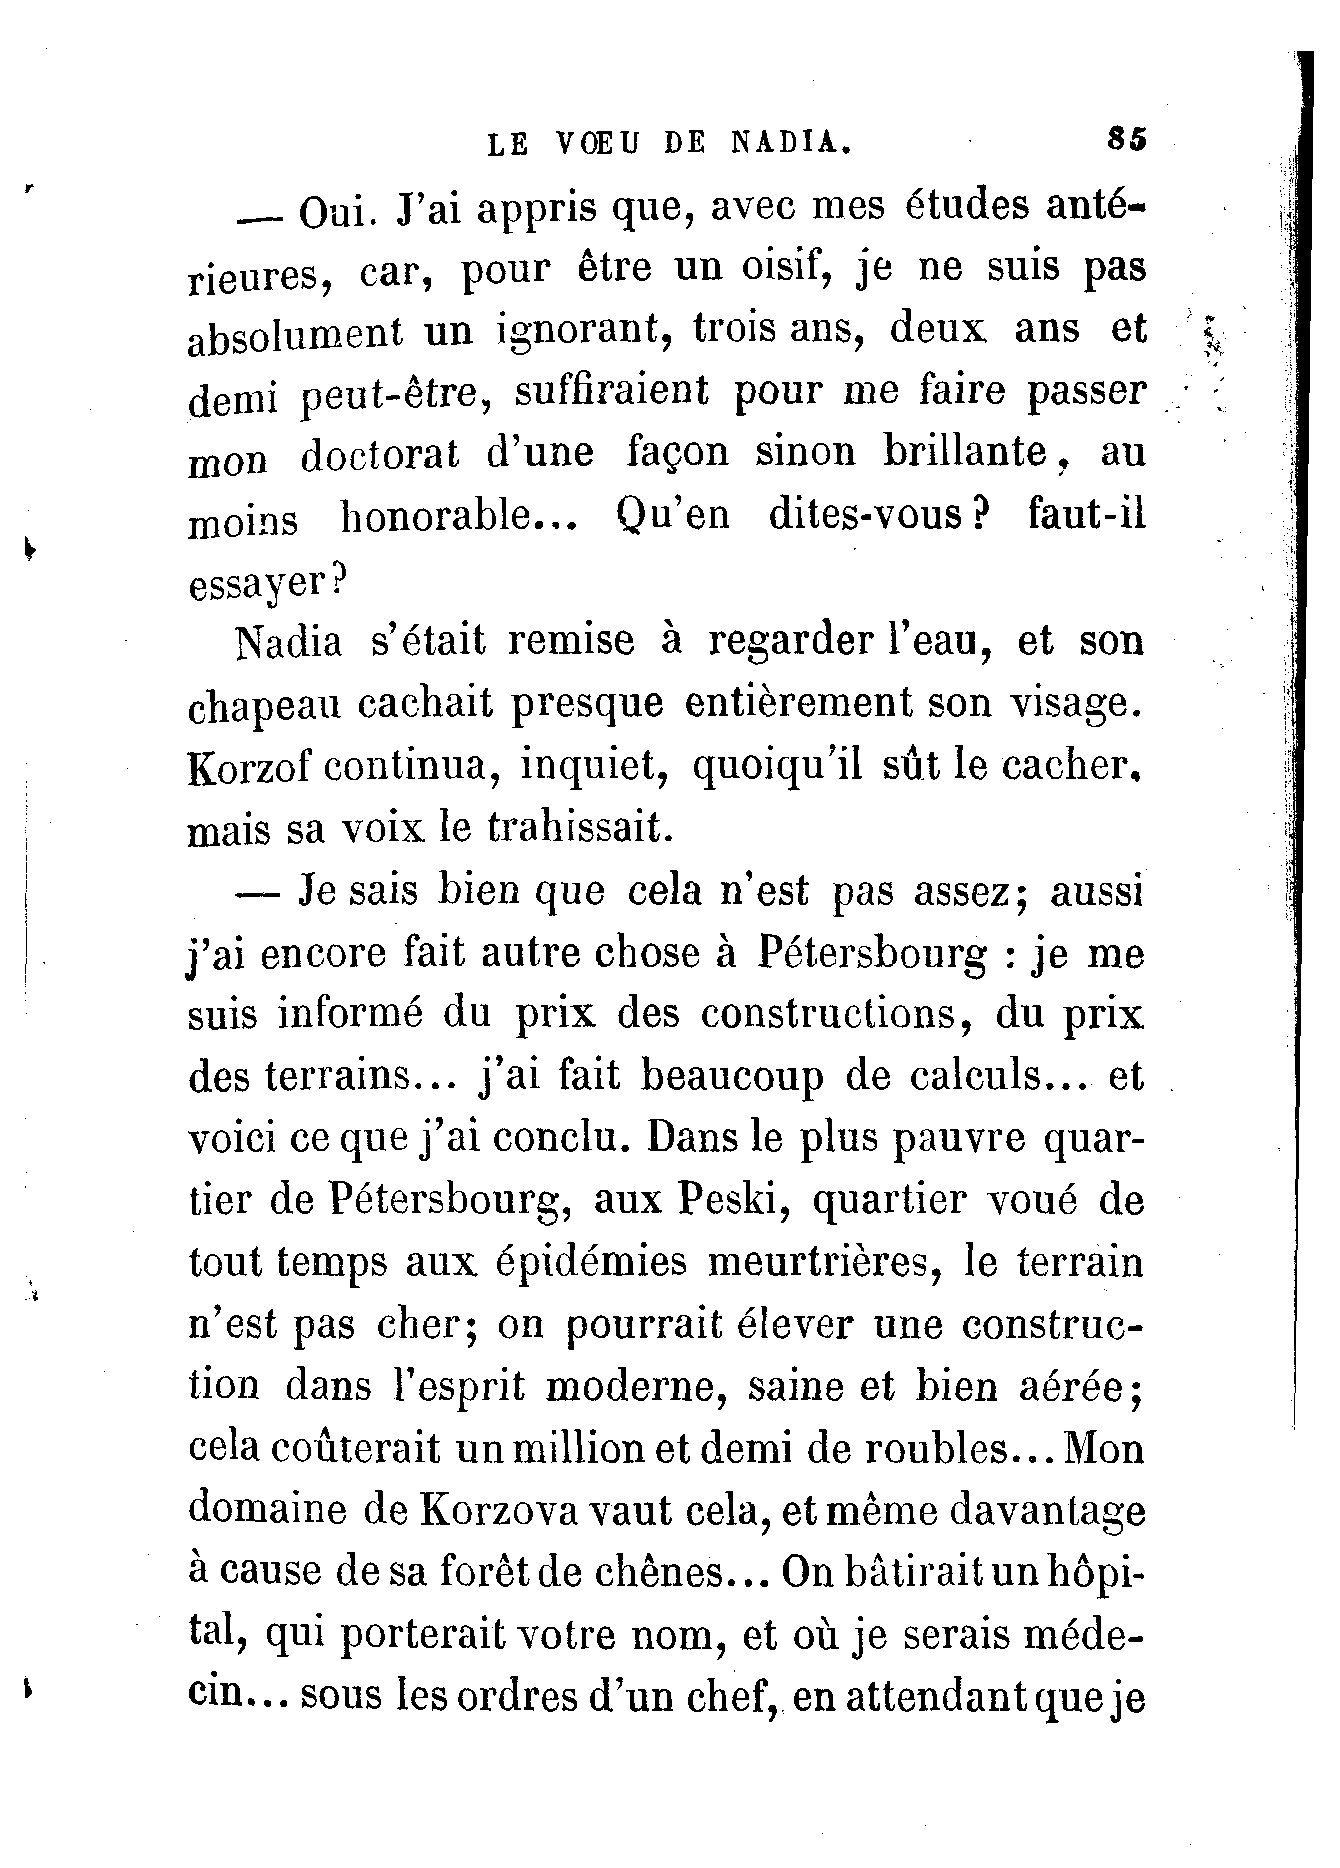 LE VŒU DE NADIA. 85
— Oui. J'ai appris que, avec mes études anté-
rieures, car, pour être un oisif, je ne suis pas
absolument un ignorant, trois ans, deux ans et
demi peut-être, suffiraient pour me faire passer
mon doctorat d'une façon sinon brillante, au
moins honorable... Qu'en dites-vous? faut-il
essayer?
Nadia s'était remise à regarder l'eau, et son
chapeau cachait presque entièrement son visage.
Korzof continua, inquiet, quoiqu'il sût le cacher,
mais sa voix le trahissait.
— Je sais bien que cela n'est pas assez; aussi
j'ai encore fait autre chose à Pétersbourg : je me
suis informé du prix des constructions, du prix
des terrains... j'ai fait beaucoup de calculs... et
voici ce que j'ai conclu. Dans le plus pauvre quar-
tier de Pétersbourg, aux Peski, quartier voué de
tout temps aux épidémies meurtrières, le terrain
n'est pas cher; on pourrait élever une construc-
tion dans l'esprit moderne, saine et bien aérée;
cela coûterait un million et demi de roubles... Mon
domaine de Korzova vaut cela, et même davantage
à cause de sa forêt de chênes... On bâtirait un hôpi-
tal, qui porterait votre nom, et où je serais méde-
cin... sous les ordres d'un chef, en attendant que je